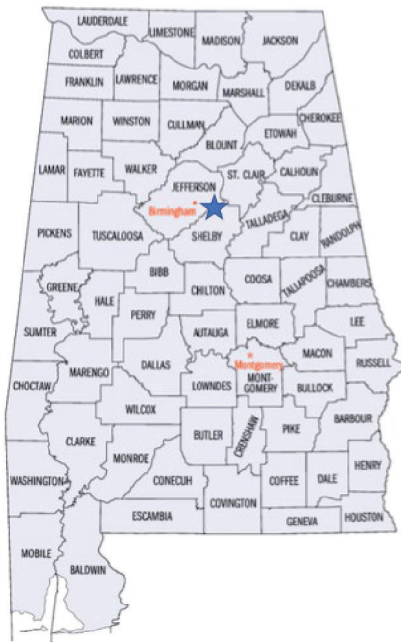 LAUDERDALE
LIMESTONE
MADISON
JACKSON
COLBERT
FRANKLIN
LAWRENCE
MORGAN
MARSHALL
DEKALB
CHEROKEE
MARION
WINSTON
CULLMAN
BLOUNT
ETOWAH
LAMAR
FAYETTE
WALKER
JEFFERSON
ST. CLAIR
CALHOUN
CLEBURNE
Birmingham
PICKENS
TUSCALOOSA
SHELBY
TALLADEGA
CLAY
RANDOLPH
BIBB
GREENE
HALE
PERRY
CHILTON
COOSA
TALLAPOOSA
CHAMBERS
SUMTER
AUTAUGA
ELMORE
LEE
MACON
RUSSELL
Montgomery
CHOCTAW
MARENGO
DALLAS
LOWNDES
MONT-
GOMERY
BULLOCK
WILCOX
BARBOUR
CLARKE
BUTLER
CRENSHAW
PIKE
MONROE
HENRY
WASHINGTON
CONECUH
COFFEE
DALE
COVINGTON
ESCAMBIA
GENEVA
HOUSTON
MOBILE
BALDWIN